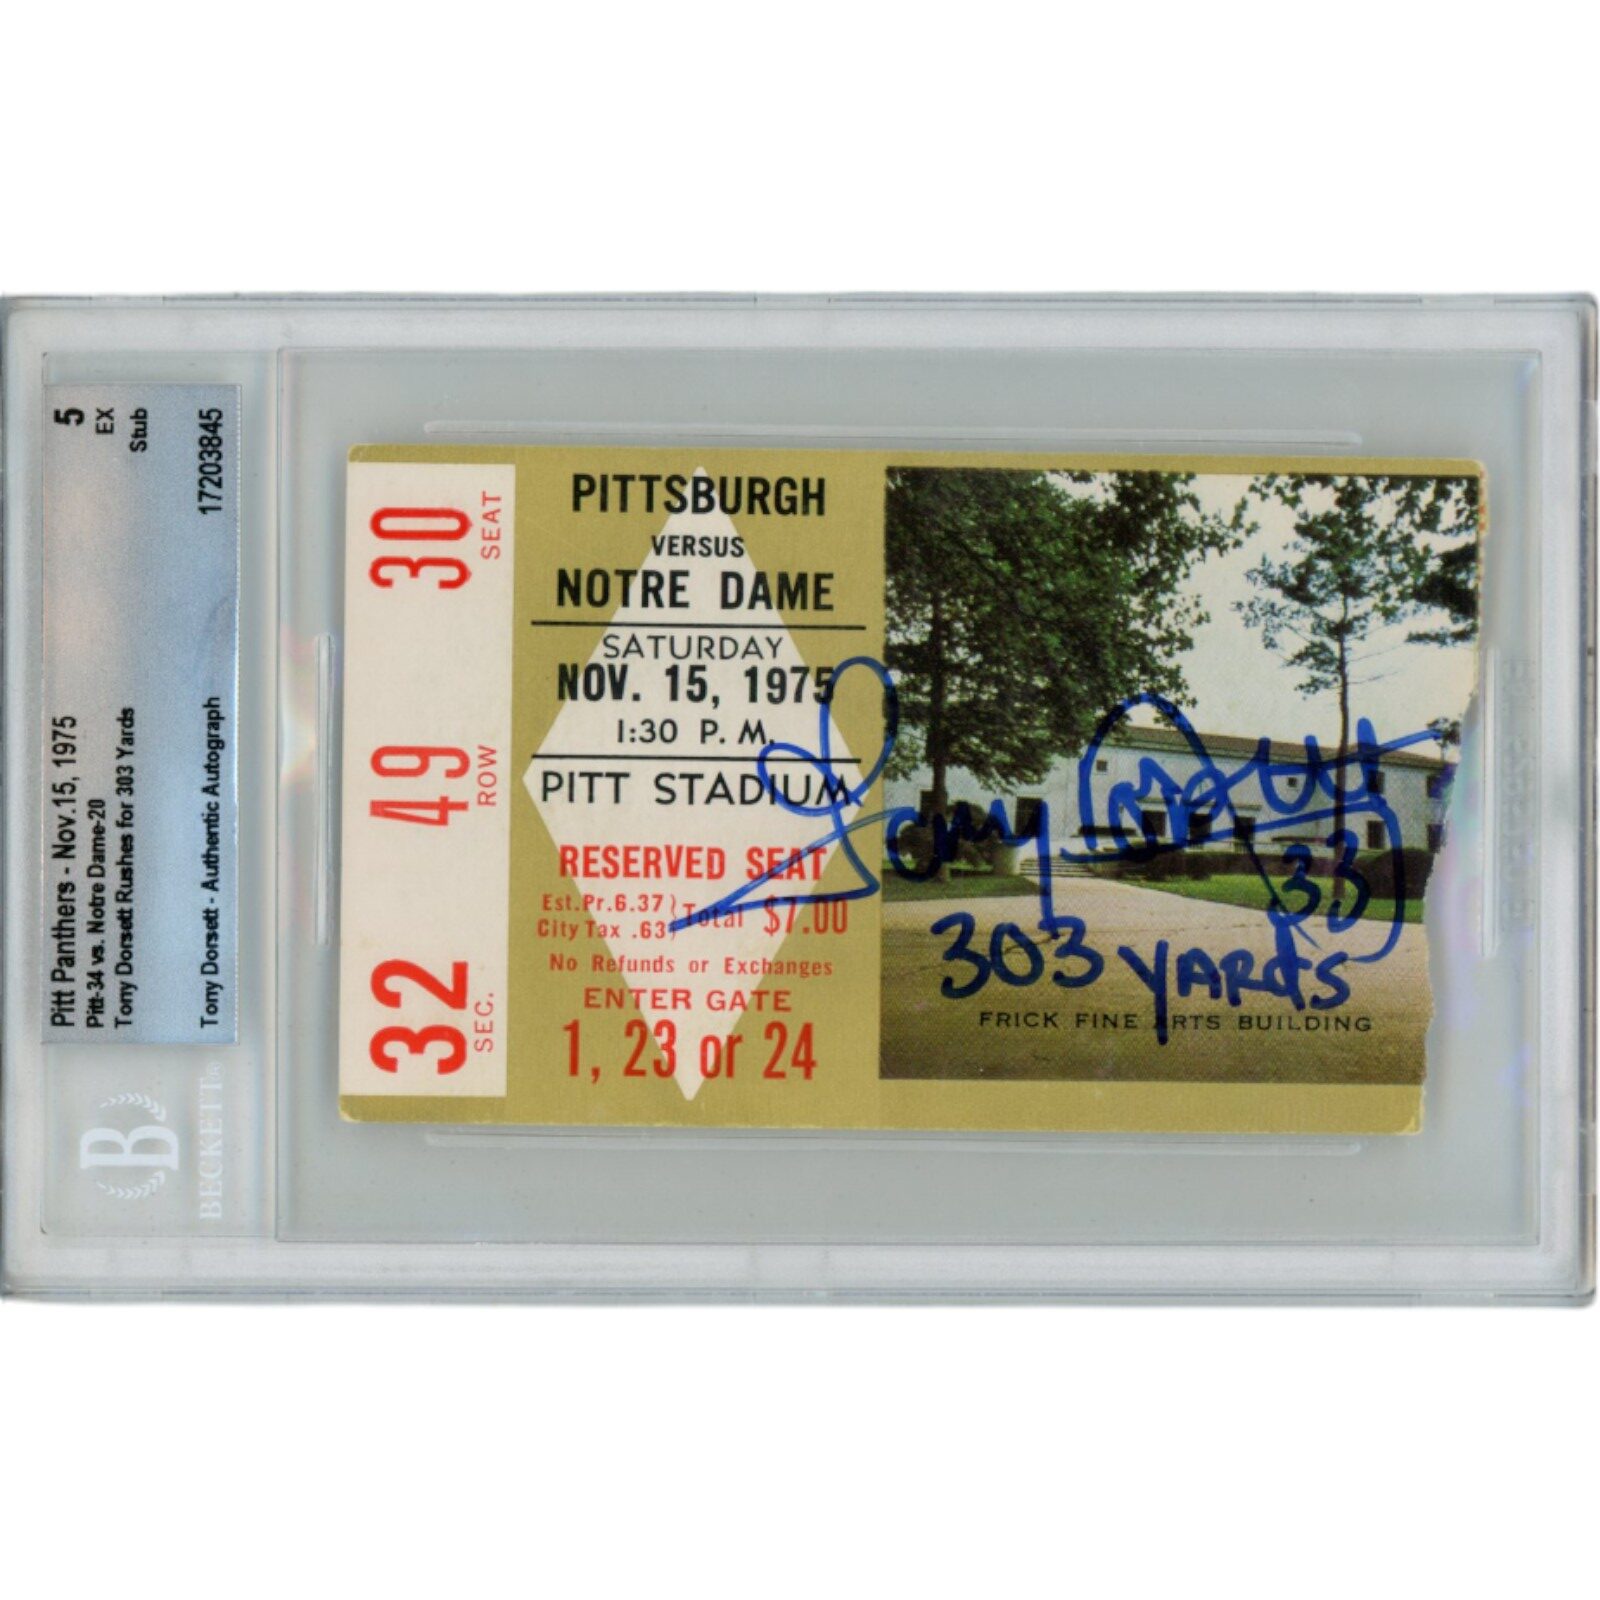 Pitt Panthers - Nov.15, 1975
5
Pitt-34 vs. Notre Dame-20
EX
Tony Dorsett Rushes for 303 Yards
Stub
Tony Dorsett - Authentic Autograph
17203845
B
BECKETT®
32 SEC.
49 ROW
30 SEAT
PITTSBURGH
VERSUS
NOTRE DAME
SATURDAY
NOV. 15, 1975
1:30 P. M.
PITT STADIUM
RESERVED SEAT
Est.Pr.6.37
City Tax .63
Total $7.00
No Refunds or Exchanges
ENTER GATE
1, 23 or 24
Tony Dorsett
33
303 YARDS
FRICK FINE ARTS BUILDING